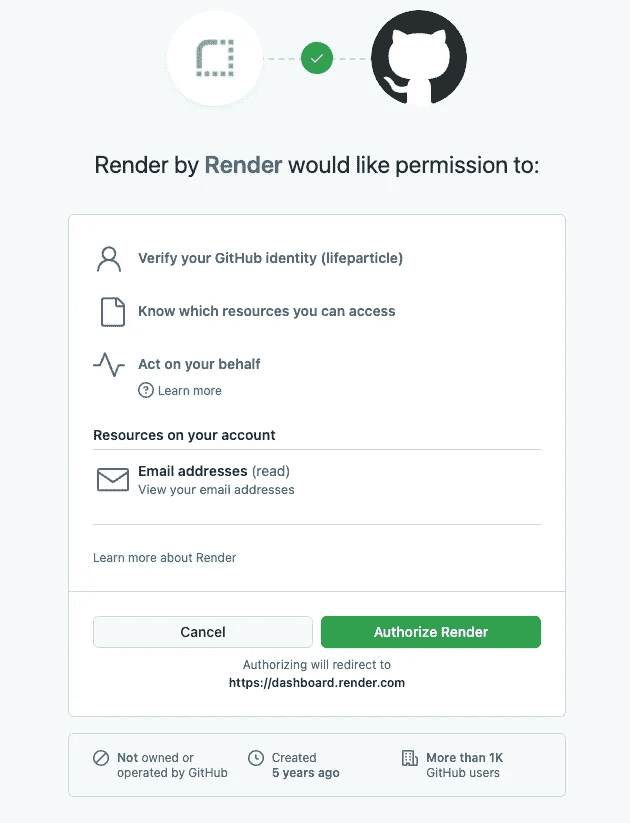 Render by Render would like permission to:
Verify your GitHub identity (lifeparticle)
Know which resources you can access
Act on your behalf
? Learn more
Resources on your account
Email addresses (read)
View your email addresses
Learn more about Render
Cancel
Authorize Render
Authorizing will redirect to
https://dashboard.render.com
Not owned or
operated by GitHub
Created
5 years ago
More than 1K
GitHub users